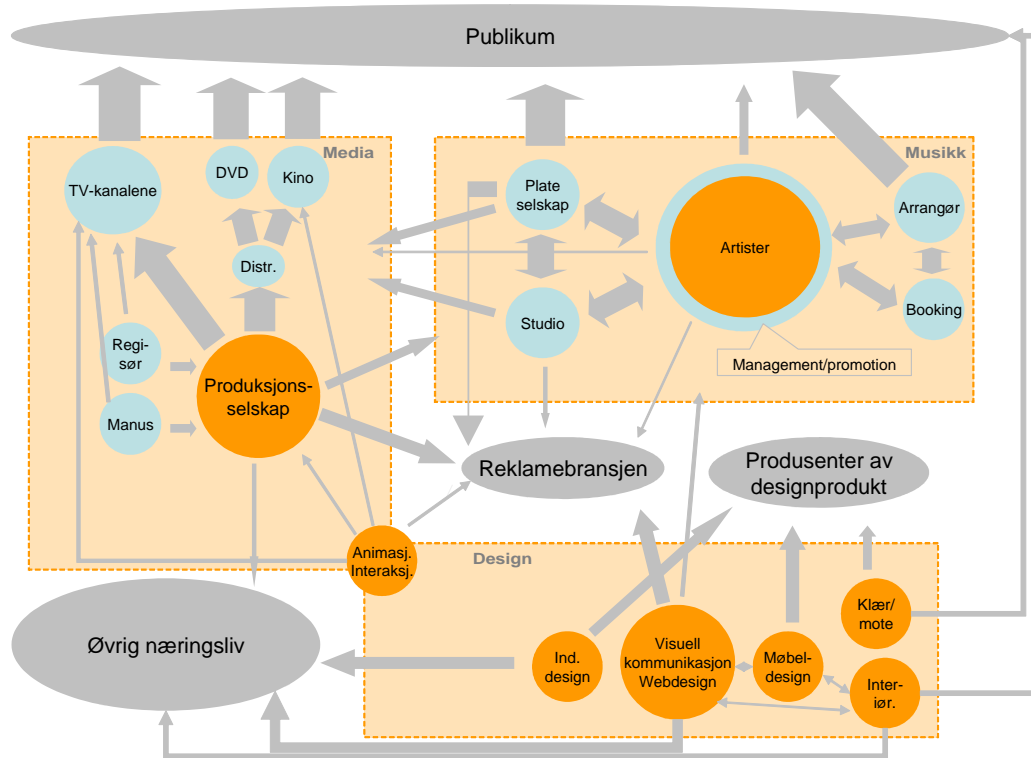 Publikum
Media
Musikk
TV-kanalene
DVD
Kino
Plate
selskap
Artister
Arrangør
Distr.
Studio
Booking
Regi-
sør
Management/promotion
Produksjons-
selskap
Manus
Reklamebransjen
Produsenter av
designprodukt
Animasj.
Interaksj.
Design
Klær/
mote
Øvrig næringsliv
Ind.
design
Visuell
kommunikasjon
Webdesign
Møbel-
design
Inter-
iør.